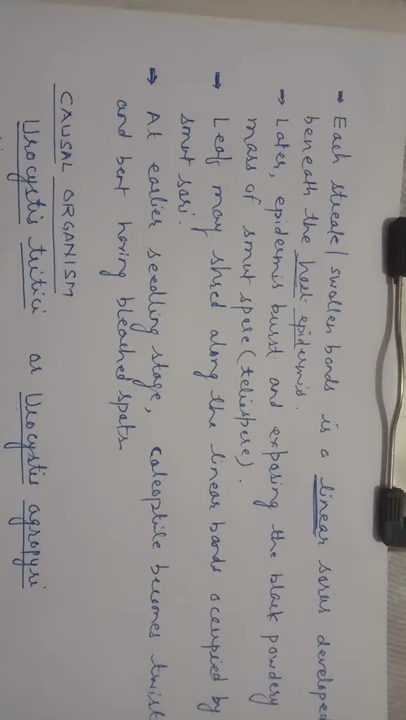 → Each streak/swollen bands is a linear sorus develope
beneath the host epidermis.
→ Later, epidermis burst and exposing the black powdery
mass of smut spore (teliospore).
→ Leaf may shred along the linear bands occupied by
smut sori.
→ At earlier seedling stage, coleoptile becomes twist
and bent having bleached spots
CAUSAL ORGANISM
Urocystis tritici or Urocystis agropyri